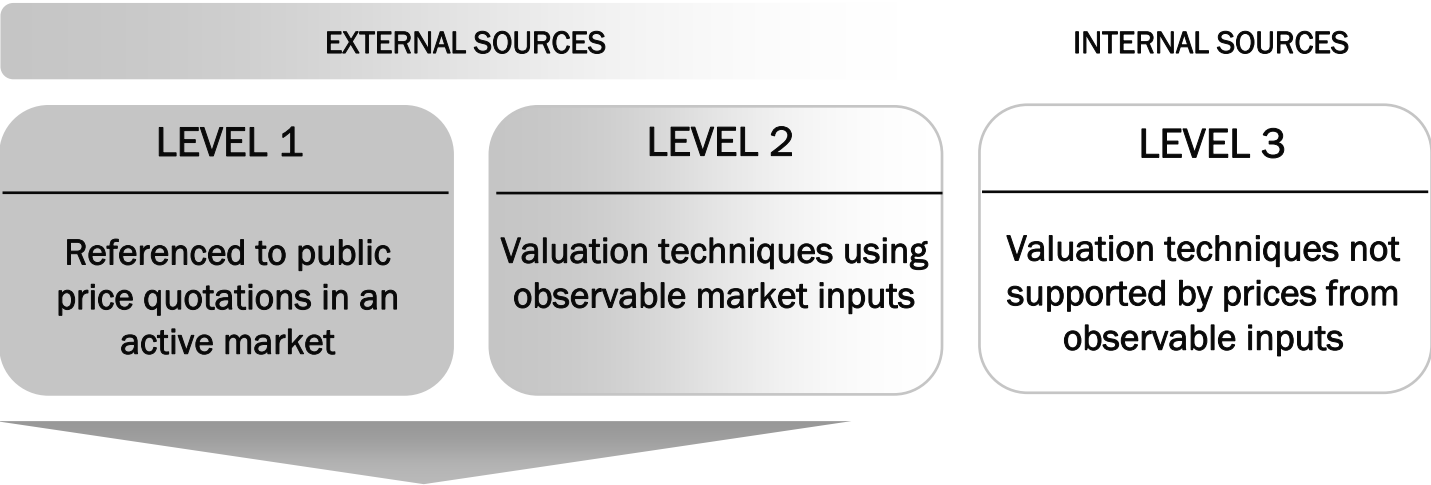 EXTERNAL SOURCES
INTERNAL SOURCES
LEVEL 1
Referenced to public
price quotations in an
active market
LEVEL 2
Valuation techniques using
observable market inputs
LEVEL 3
Valuation techniques not
supported by prices from
observable inputs